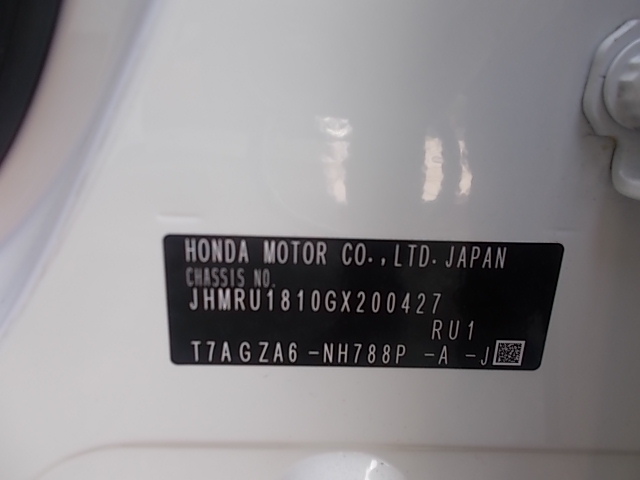 HONDA MOTOR CO.,LTD. JAPAN
CHASSIS NO.
JHMRU1810GX200427
RU1
T7AGZA6-NH788P -A -J